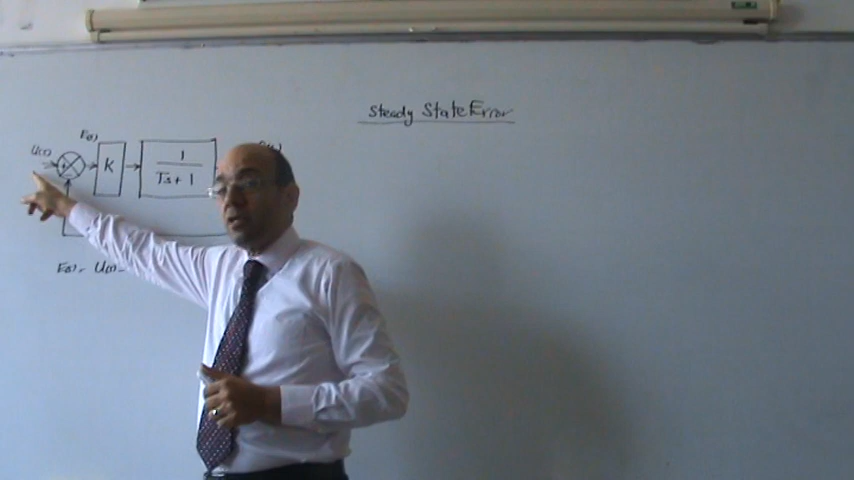 Steady State Error
E(s)
U(s)
K
1
Ts + 1
E(s) = U(s) -